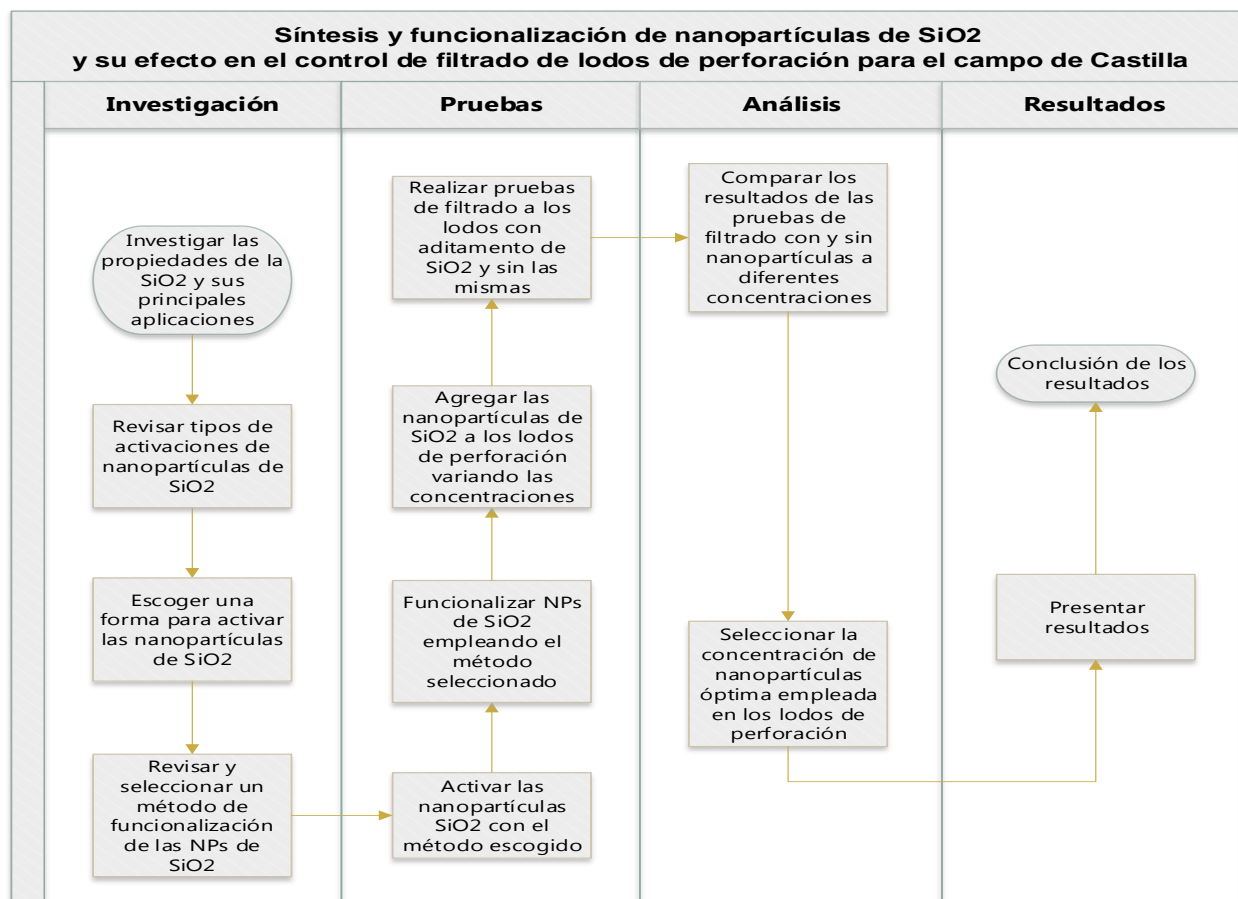 Síntesis y funcionalización de nanopartículas de SiO2
y su efecto en el control de filtrado de lodos de perforación para el campo de Castilla
Investigación
Pruebas
Análisis
Resultados
Investigar las
propiedades de la
SiO2 y sus
principales
aplicaciones
Revisar tipos de
activaciones de
nanopartículas de
SiO2
Escoger una
forma para activar
las nanopartículas
de SiO2
Revisar y
seleccionar un
método de
funcionalización
de las NPs de
SiO2
Realizar pruebas
de filtrado a los
lodos con
aditamento de
SiO2 y sin las
mismas
Agregar las
nanopartículas de
SiO2 a los lodos
de perforación
variando las
concentraciones
Funcionalizar NPs
de SiO2
empleando el
método
seleccionado
Activar las
nanopartículas
SiO2 con el
método escogido
Comparar los
resultados de las
pruebas de
filtrado con y sin
nanopartículas a
diferentes
concentraciones
Seleccionar la
concentración de
nanopartículas
óptima empleada
en los lodos de
perforación
Conclusión de los
resultados
Presentar
resultados